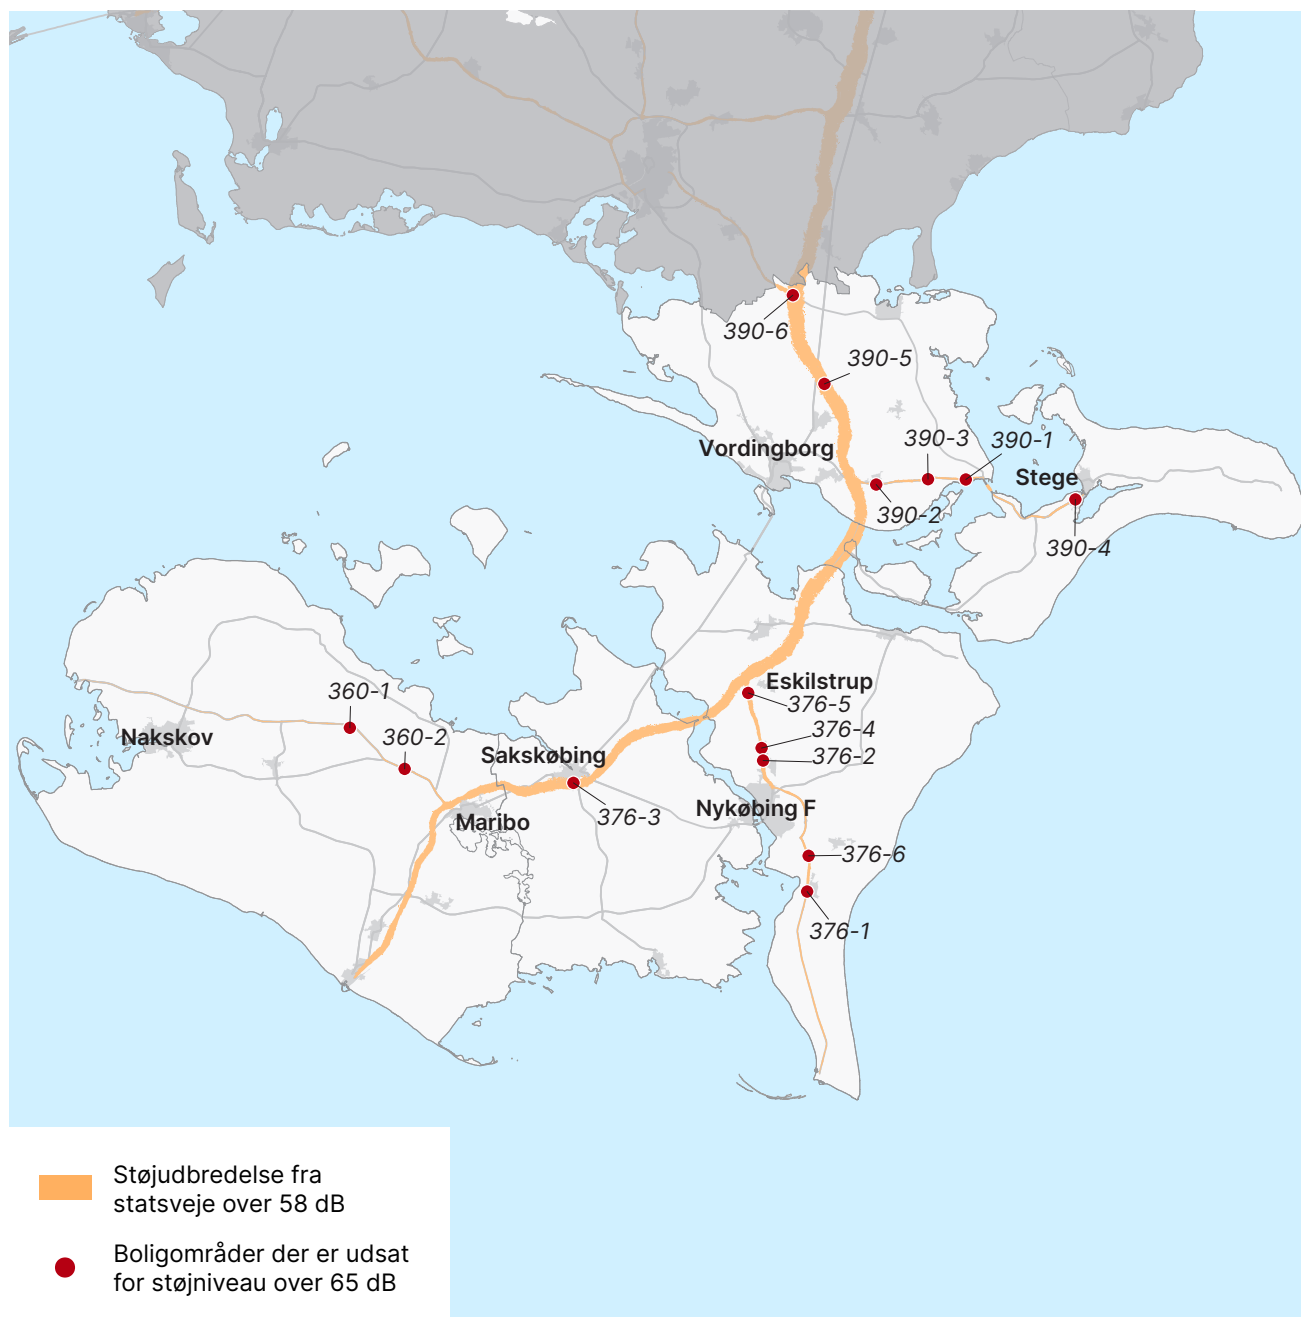 390-6
390-5
390-3
390-1
Vordingborg
Stege
390-2
390-4
Eskilstrup
360-1
376-5
376-4
Nakskov
360-2
Sakskøbing
376-2
Maribo
376-3
Nykøbing F
376-6
376-1
Støjudbredelse fra
statsveje over 58 dB
Boligområder der er udsat
for støjniveau over 65 dB